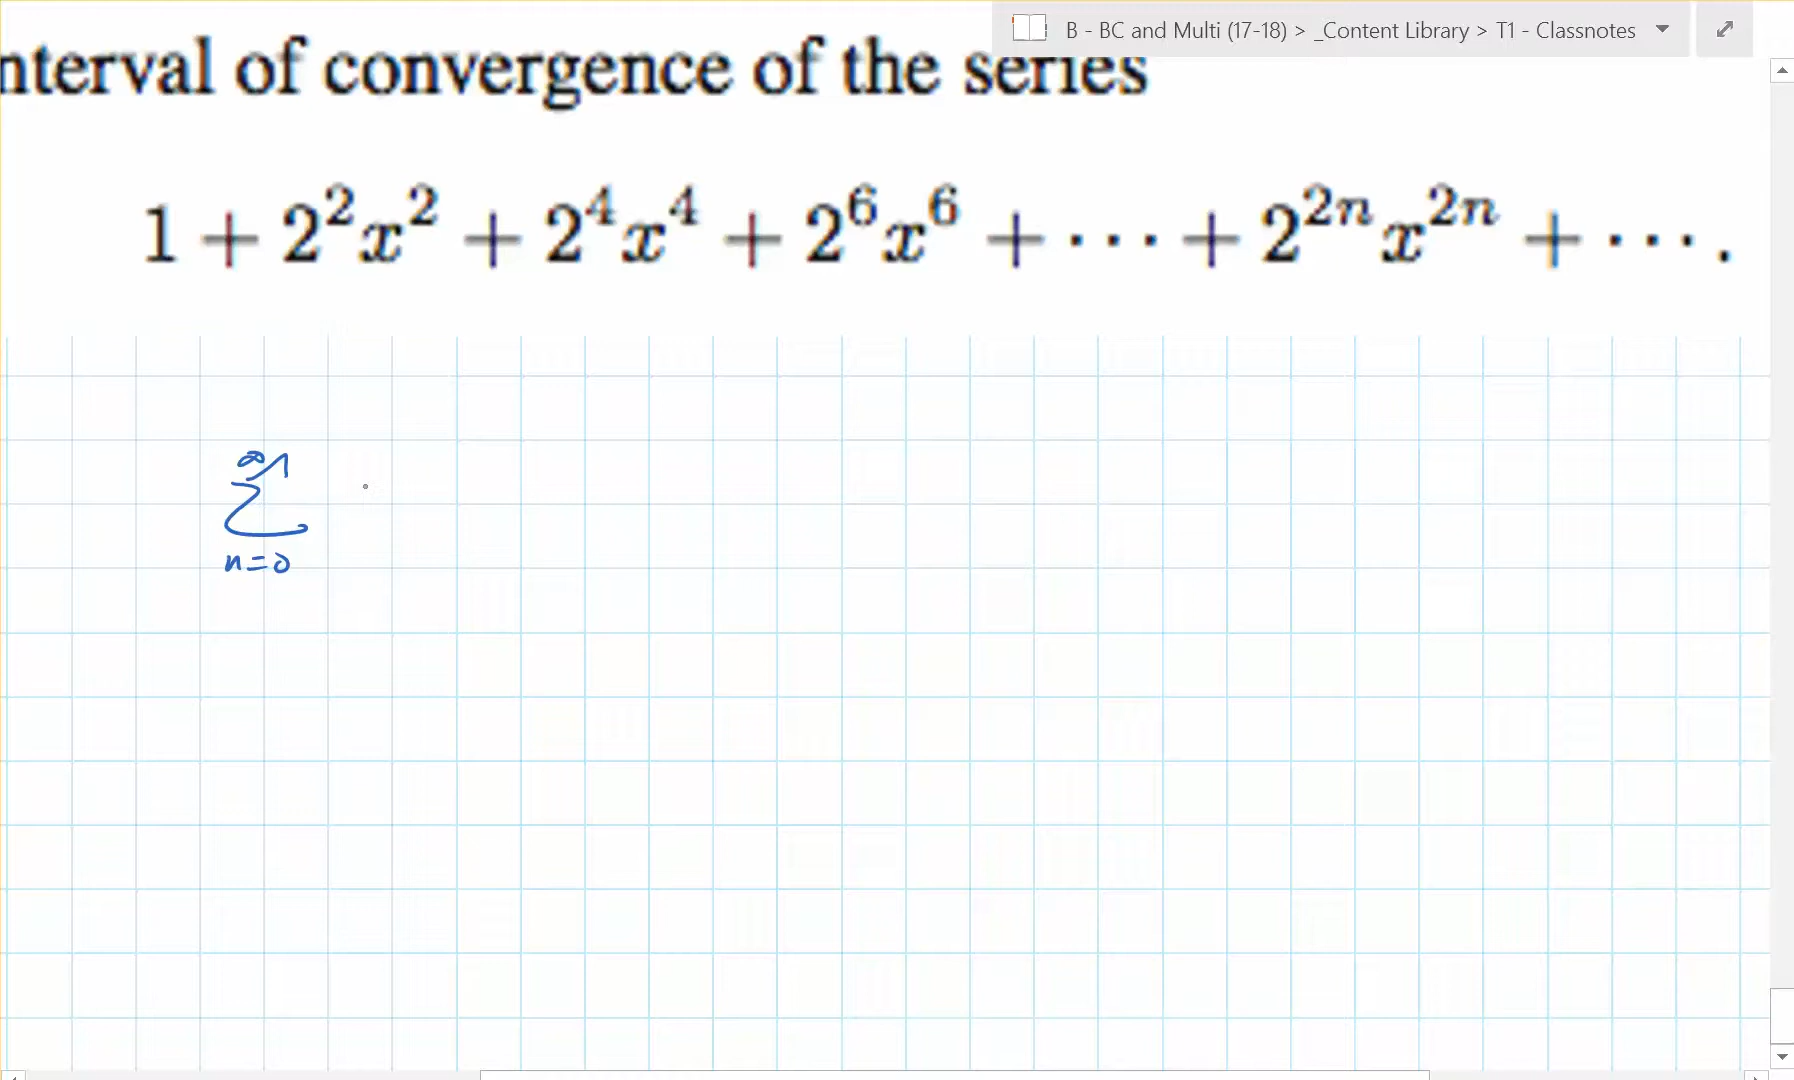 B - BC and Multi (17-18) > _Content Library > T1 - Classnotes
nterval of convergence of the series
1 + 2²x² + 2⁴x⁴ + 2⁶x⁶ + ··· + 2²ⁿx²ⁿ + ··· .
∞
Σ
n=0